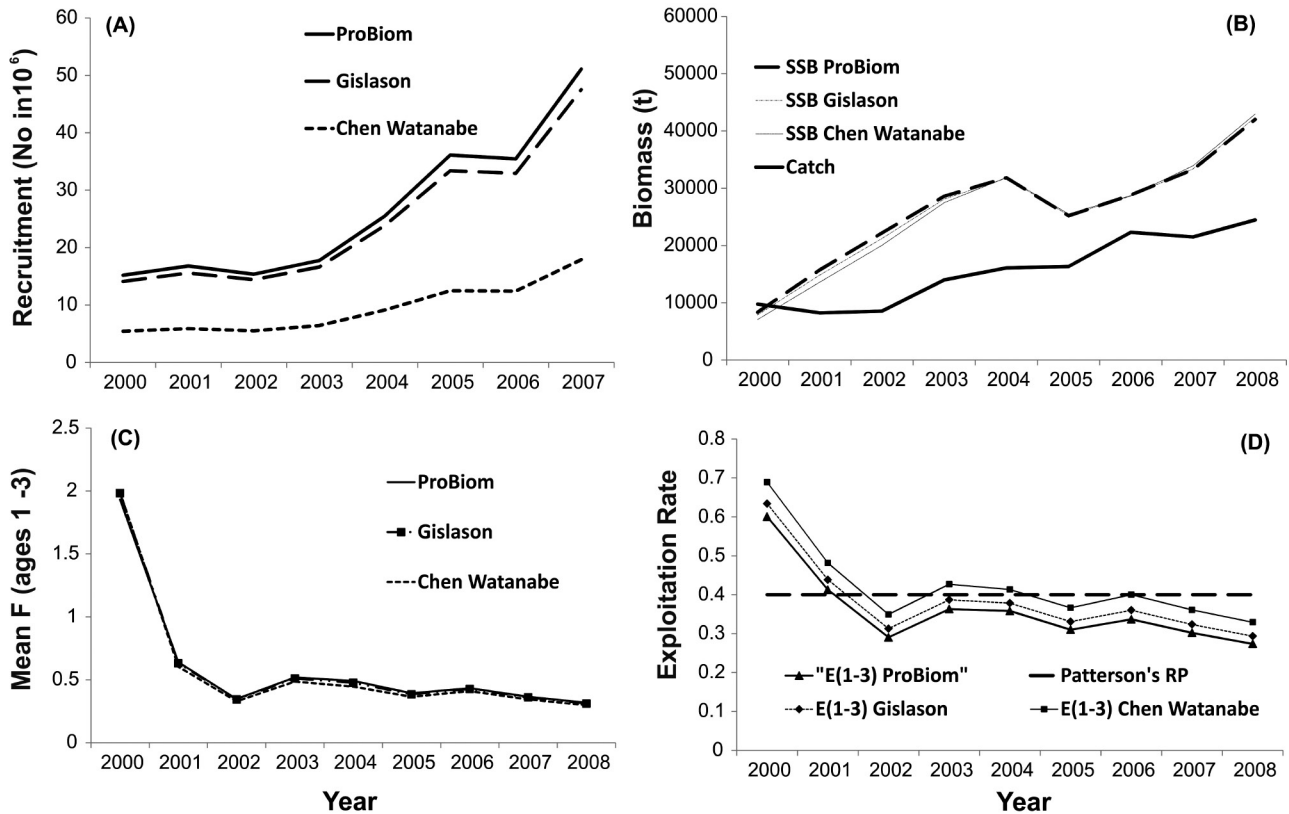 (A)
Recruitment (No in10⁶)
60
50
40
30
20
10
0
ProBiom
Gislason
Chen Watanabe
2000 2001 2002 2003 2004 2005 2006 2007
(B)
Biomass (t)
60000
50000
40000
30000
20000
10000
0
SSB ProBiom
SSB Gislason
SSB Chen Watanabe
Catch
2000 2001 2002 2003 2004 2005 2006 2007 2008
(C)
Mean F (ages 1 -3)
2.5
2
1.5
1
0.5
0
ProBiom
Gislason
Chen Watanabe
2000 2001 2002 2003 2004 2005 2006 2007 2008
Year
(D)
Exploitation Rate
0.8
0.7
0.6
0.5
0.4
0.3
0.2
0.1
0
"E(1-3) ProBiom" Patterson's RP
E(1-3) Gislason E(1-3) Chen Watanabe
2000 2001 2002 2003 2004 2005 2006 2007 2008
Year